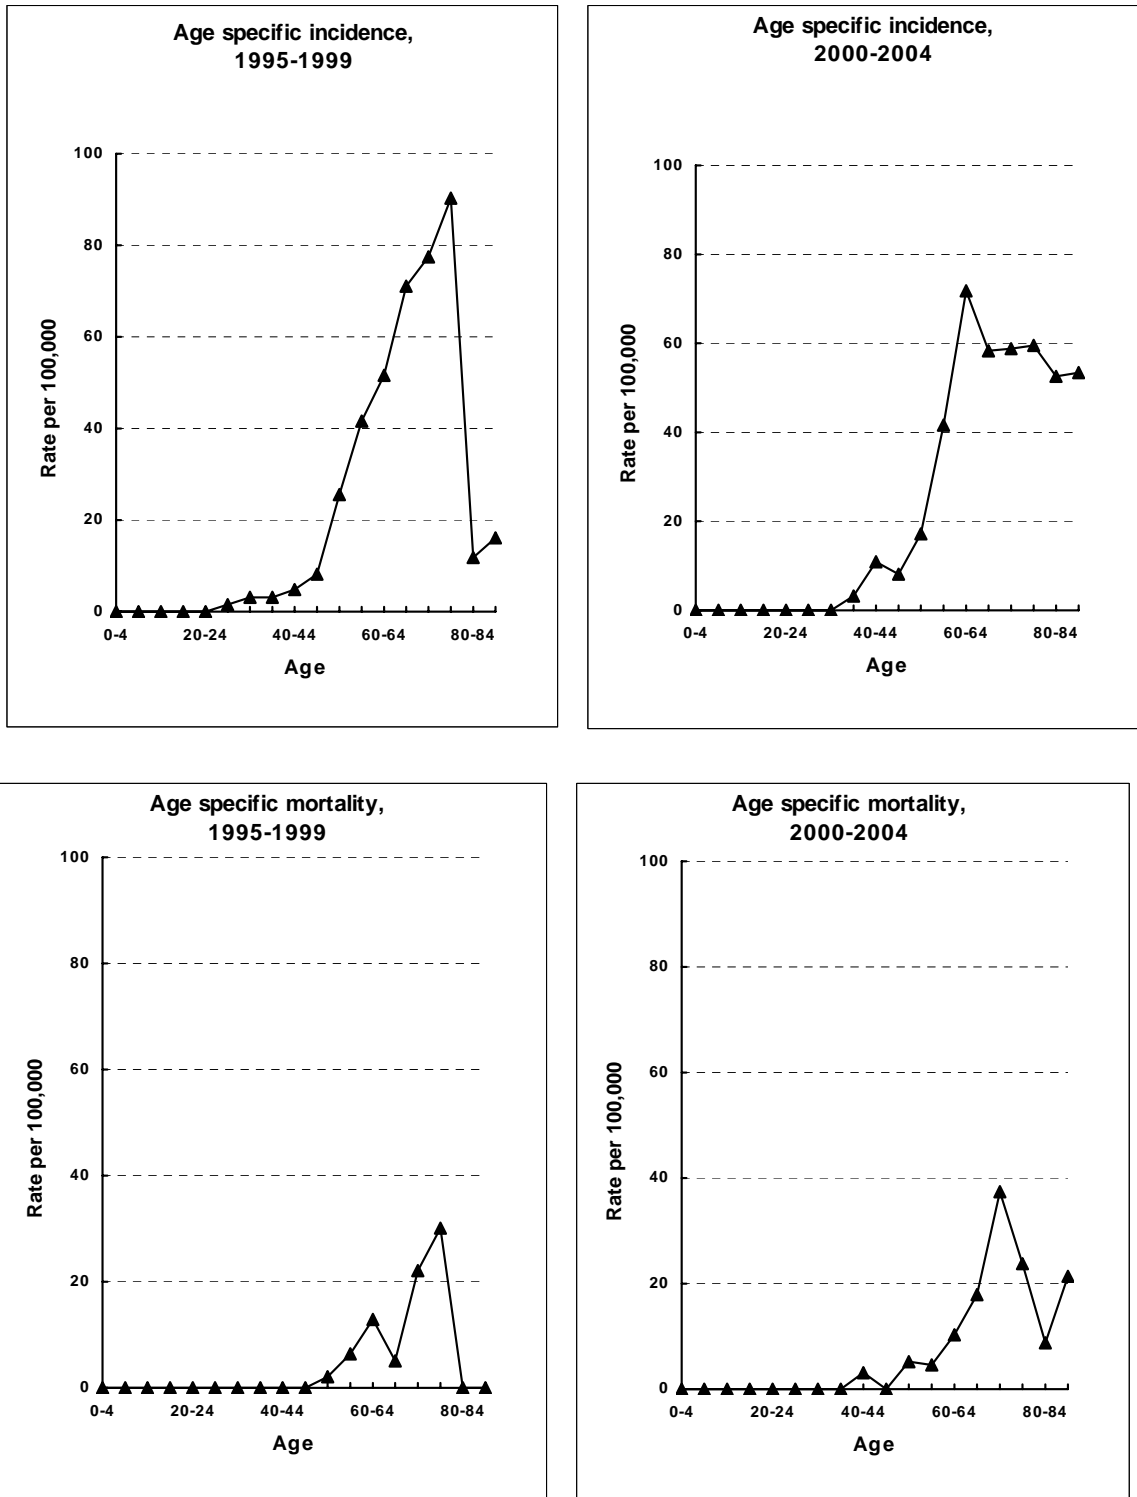 Age specific incidence,
1995-1999
100
80
60
40
20
0
Rate per 100,000
0-4 20-24 40-44 60-64 80-84
Age
Age specific incidence,
2000-2004
100
80
60
40
20
0
Rate per 100,000
0-4 20-24 40-44 60-64 80-84
Age
Age specific mortality,
1995-1999
100
80
60
40
20
0
Rate per 100,000
0-4 20-24 40-44 60-64 80-84
Age
Age specific mortality,
2000-2004
100
80
60
40
20
0
Rate per 100,000
0-4 20-24 40-44 60-64 80-84
Age